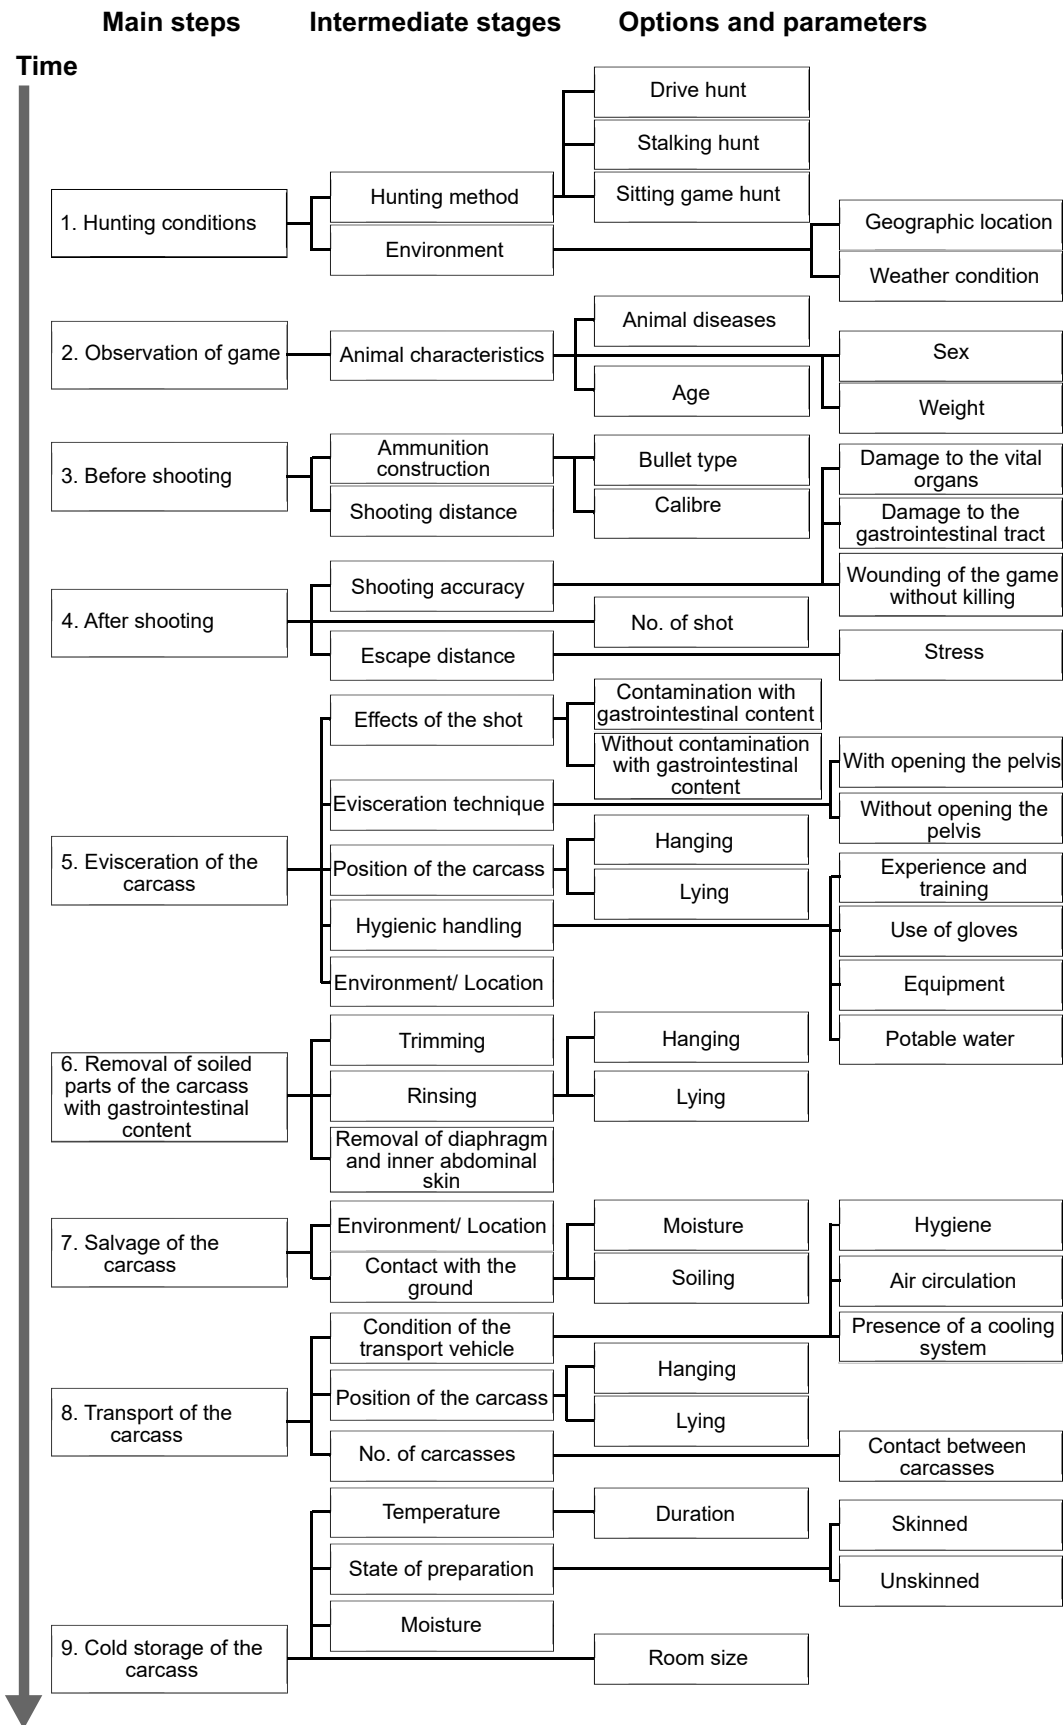 Main steps
Intermediate stages
Options and parameters
Time
1. Hunting conditions
Hunting method
Drive hunt
Stalking hunt
Sitting game hunt
Environment
Geographic location
Weather condition
2. Observation of game
Animal characteristics
Animal diseases
Age
Sex
Weight
3. Before shooting
Ammunition
construction
Bullet type
Calibre
Shooting distance
4. After shooting
Shooting accuracy
Damage to the vital
organs
Damage to the
gastrointestinal tract
Wounding of the game
without killing
No. of shot
Escape distance
Stress
5. Evisceration of the
carcass
Effects of the shot
Contamination with
gastrointestinal content
Without contamination
with gastrointestinal
content
Evisceration technique
With opening the pelvis
Without opening the
pelvis
Position of the carcass
Hanging
Lying
Hygienic handling
Experience and
training
Use of gloves
Equipment
Potable water
Environment/ Location
6. Removal of soiled
parts of the carcass
with gastrointestinal
content
Trimming
Rinsing
Hanging
Lying
Removal of diaphragm
and inner abdominal
skin
7. Salvage of the
carcass
Environment/ Location
Contact with the
ground
Moisture
Soiling
8. Transport of the
carcass
Condition of the
transport vehicle
Hygiene
Air circulation
Presence of a cooling
system
Position of the carcass
Hanging
Lying
No. of carcasses
Contact between
carcasses
9. Cold storage of the
carcass
Temperature
Duration
State of preparation
Skinned
Unskinned
Moisture
Room size